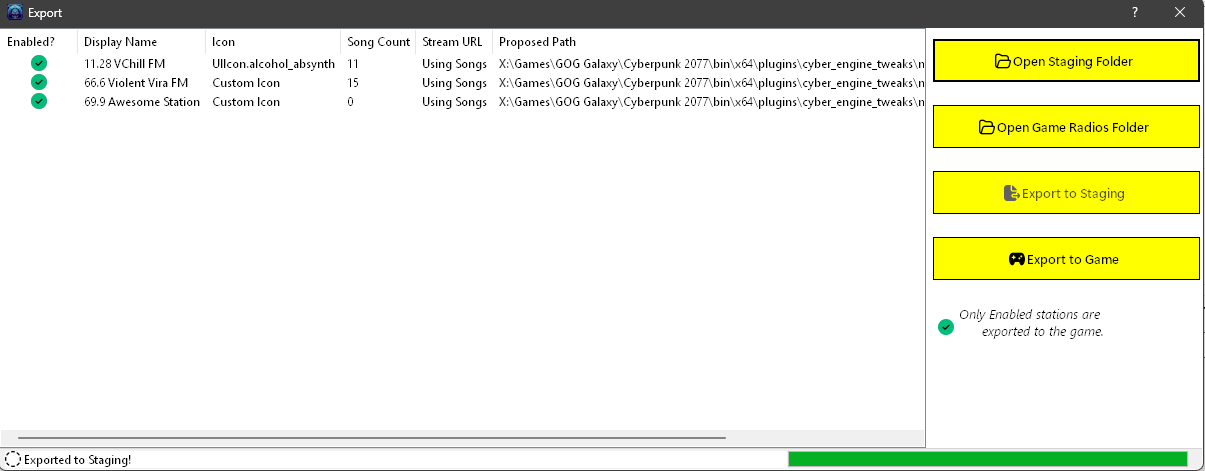 Export
?
Enabled? Display Name Icon Song Count Stream URL Proposed Path
11.28 VChill FM UIIcon.alcohol_absynth 11 Using Songs X:\Games\GOG Galaxy\Cyberpunk 2077\bin\x64\plugins\cyber_engine_tweaks\n
66.6 Violent Vira FM Custom Icon 15 Using Songs X:\Games\GOG Galaxy\Cyberpunk 2077\bin\x64\plugins\cyber_engine_tweaks\n
69.9 Awesome Station Custom Icon 0 Using Songs X:\Games\GOG Galaxy\Cyberpunk 2077\bin\x64\plugins\cyber_engine_tweaks\n
Open Staging Folder
Open Game Radios Folder
Export to Staging
Export to Game
Only Enabled stations are
exported to the game.
Exported to Staging!